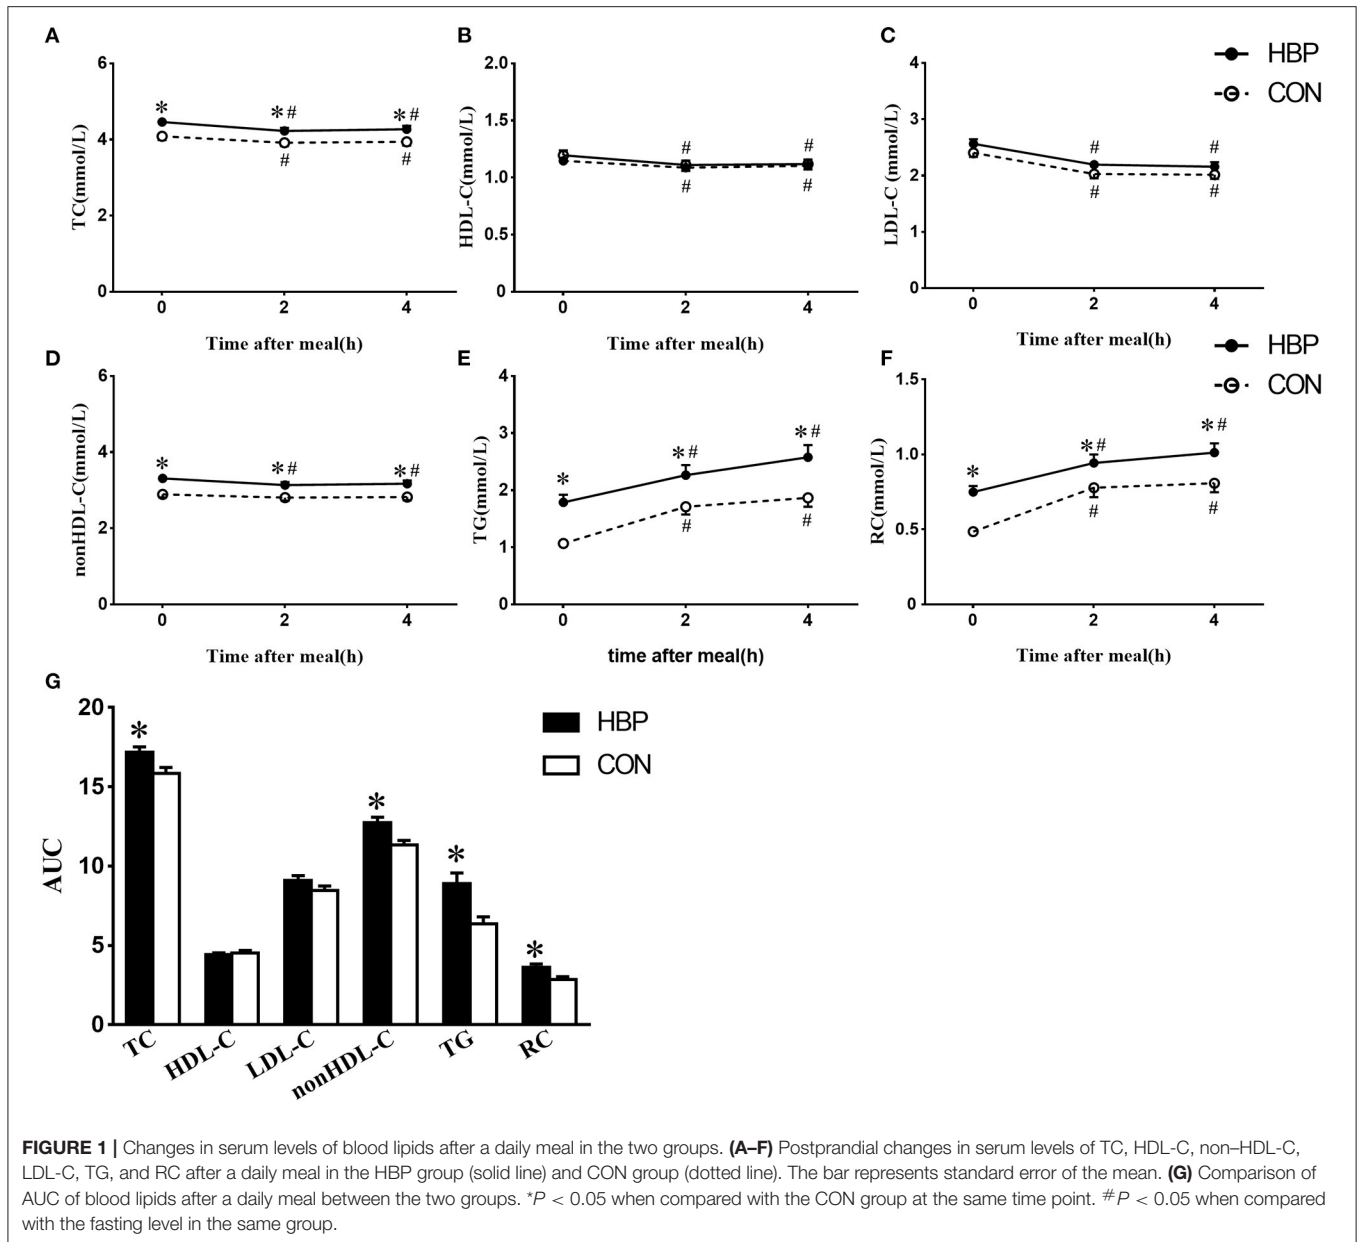 A
TC(mmol/L)
6
4
2
0
* *# *#
# #
0 2 4
Time after meal(h)
B
HDL-C(mmol/L)
2.0
1.5
1.0
0.5
0
# #
# #
0 2 4
Time after meal(h)
C
LDL-C (mmol/L)
4
3
2
1
0
# #
# #
0 2 4
Time after meal(h)
HBP
CON
D
nonHDL-C(mmol/L)
6
4
2
0
* *# *#
0 2 4
Time after meal(h)
E
TG(mmol/L)
4
3
2
1
0
* *# *#
# #
0 2 4
time after meal(h)
F
RC(mmol/L)
1.5
1.0
0.5
0
* *# *#
# #
0 2 4
Time after meal(h)
HBP
CON
G
AUC
20
15
10
5
0
* * * *
TC HDL-C LDL-C nonHDL-C TG RC
HBP
CON
FIGURE 1 | Changes in serum levels of blood lipids after a daily meal in the two groups. (A–F) Postprandial changes in serum levels of TC, HDL-C, non–HDL-C,
LDL-C, TG, and RC after a daily meal in the HBP group (solid line) and CON group (dotted line). The bar represents standard error of the mean. (G) Comparison of
AUC of blood lipids after a daily meal between the two groups. *P < 0.05 when compared with the CON group at the same time point. #P < 0.05 when compared
with the fasting level in the same group.